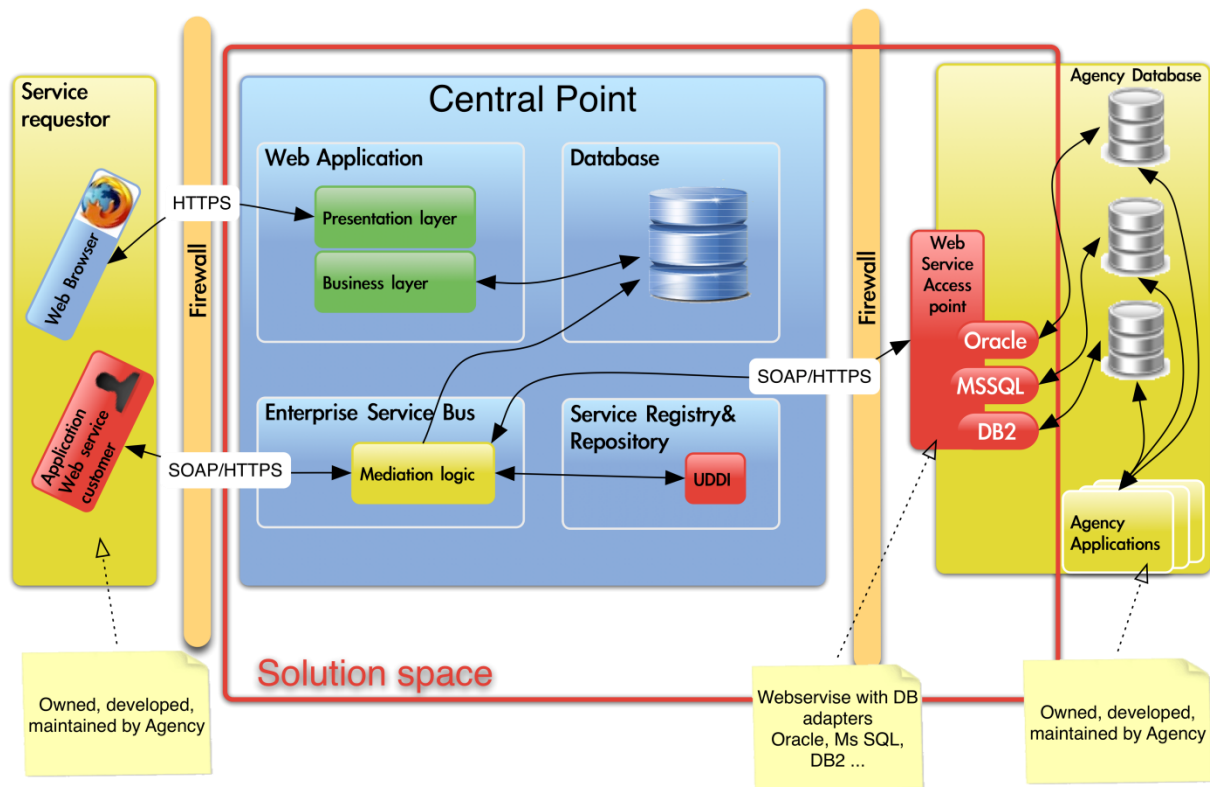 Service
requestor
Web Browser
Application
Web service
customer
HTTPS
SOAP/HTTPS
Firewall
Central Point
Web Application
Presentation layer
Business layer
Database
Enterprise Service Bus
Mediation logic
Service Registry&
Repository
UDDI
SOAP/HTTPS
Solution space
Firewall
Agency Database
Web
Service
Access
point
Oracle
MSSQL
DB2
Agency
Applications
Owned, developed,
maintained by Agency
Webservise with DB
adapters
Oracle, Ms SQL,
DB2 ...
Owned, developed,
maintained by Agency